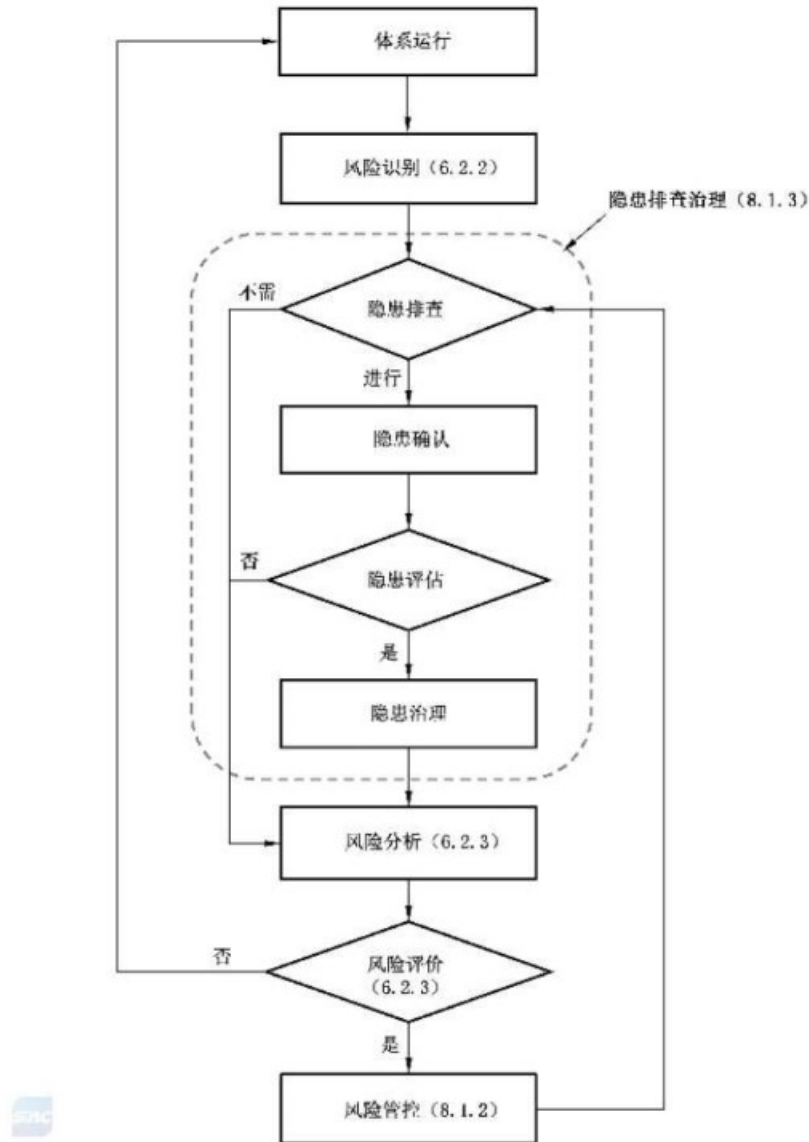 体系运行
风险识别（6.2.2）
隐患排查治理（8.1.3）
不需
隐患排查
进行
隐患确认
否
隐患评估
是
隐患治理
风险分析（6.2.3）
否
风险评价
（6.2.3）
是
风险管控（8.1.2）
SAC